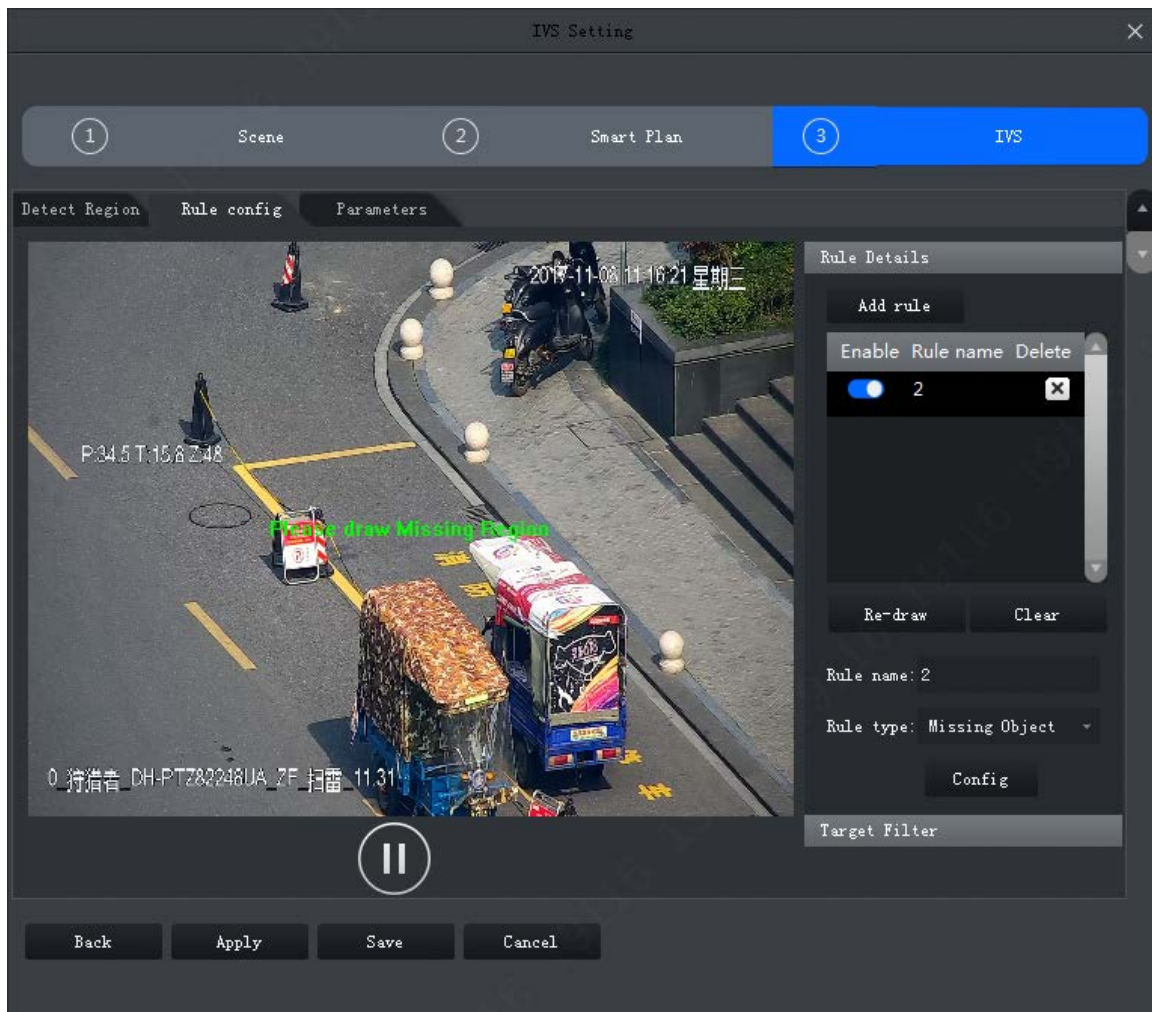 IVS Setting
1 Scene 2 Smart Plan 3 IVS
Detect Region Rule config Parameters
2017-11-08 11:16:21 星期三
P:34.5 T:15.8 Z:48
Please draw Missing Region
0_狩猎者_DH-PTZ82248UA_ZF_扫雷_11.31
Rule Details
Add rule
Enable Rule name Delete
2
Re-draw Clear
Rule name: 2
Rule type: Missing Object
Config
Target Filter
Back Apply Save Cancel